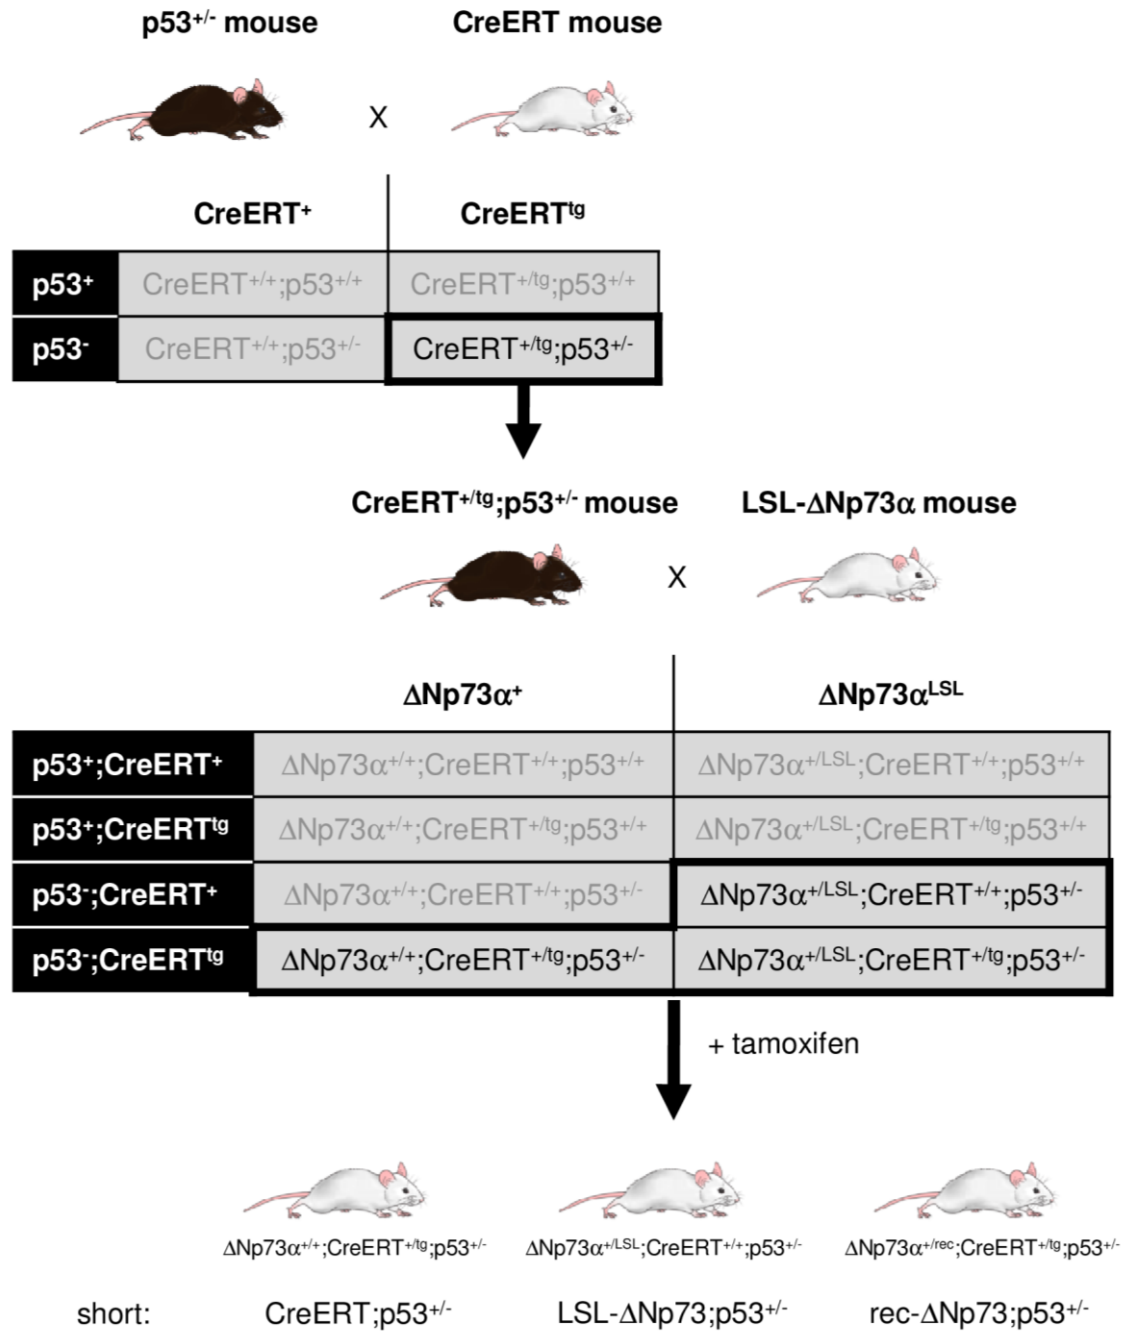 p53+/- mouse CreERT mouse
X
CreERT+ CreERTtg
p53+ CreERT+/+;p53+/+ CreERT+/tg;p53+/+
p53- CreERT+/+;p53+/- CreERT+/tg;p53+/-
CreERT+/tg;p53+/- mouse LSL-ΔNp73α mouse
X
ΔNp73α+ ΔNp73αLSL
p53+;CreERT+ ΔNp73α+/+;CreERT+/+;p53+/+ ΔNp73α+/LSL;CreERT+/+;p53+/+
p53+;CreERTtg ΔNp73α+/+;CreERT+/tg;p53+/+ ΔNp73α+/LSL;CreERT+/tg;p53+/+
p53-;CreERT+ ΔNp73α+/+;CreERT+/+;p53+/- ΔNp73α+/LSL;CreERT+/+;p53+/-
p53-;CreERTtg ΔNp73α+/+;CreERT+/tg;p53+/- ΔNp73α+/LSL;CreERT+/tg;p53+/-
+ tamoxifen
ΔNp73α+/+;CreERT+/tg;p53+/- ΔNp73α+/LSL;CreERT+/+;p53+/- ΔNp73α+/rec;CreERT+/tg;p53+/-
short: CreERT;p53+/- LSL-ΔNp73;p53+/- rec-ΔNp73;p53+/-